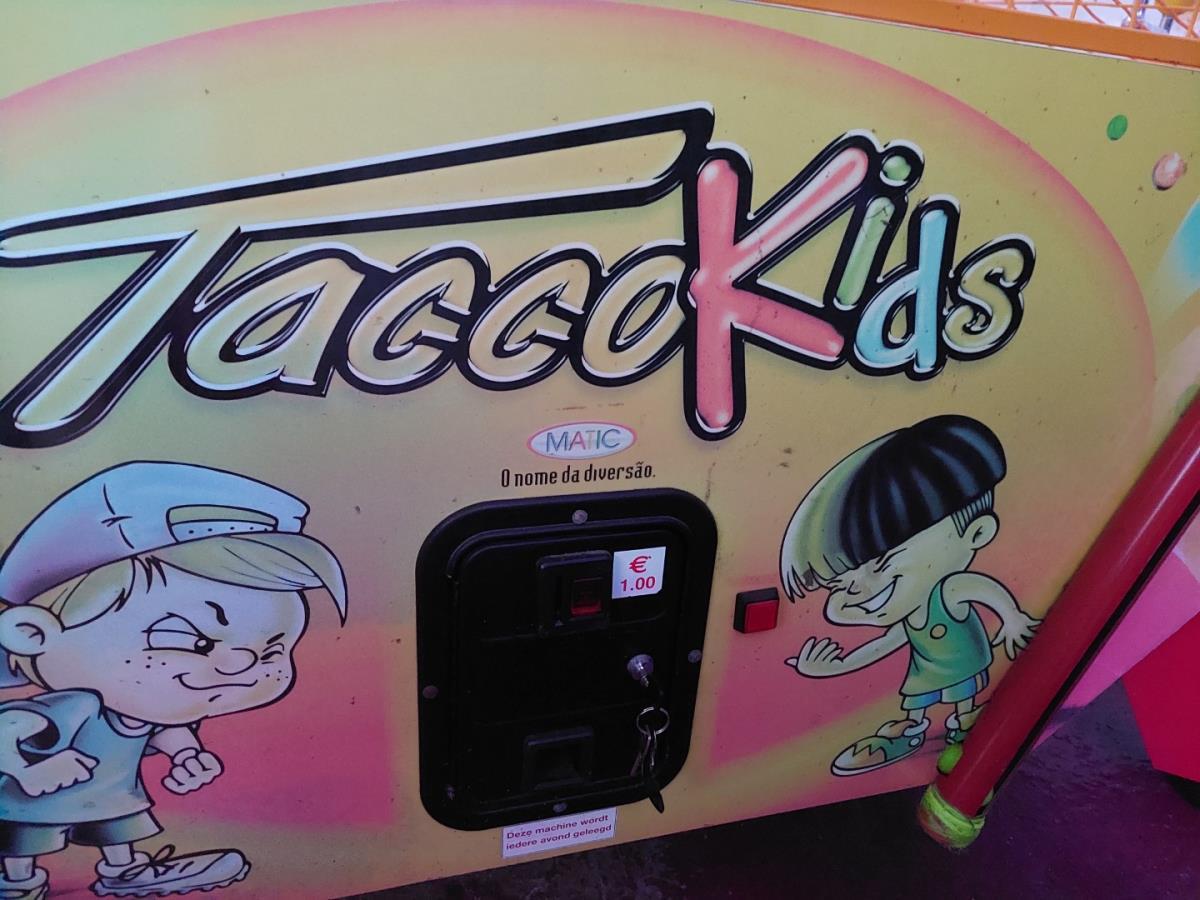 TaccoKids
MATIC
O nome da diversão.
€
1.00
Deze machine wordt
iedere avond geleegd